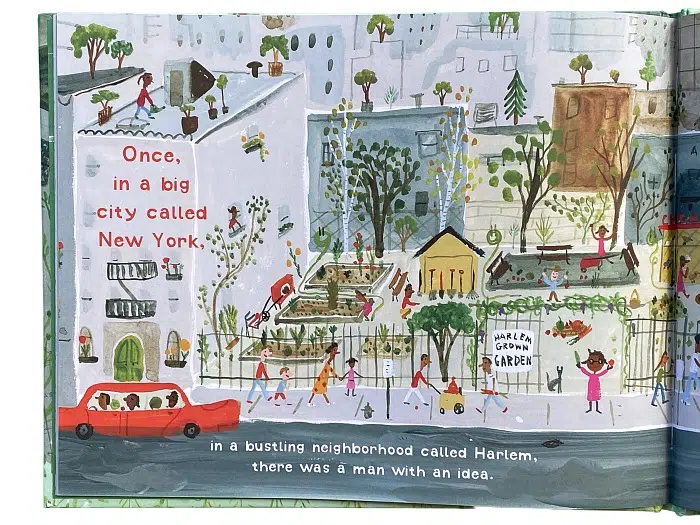 Once,
in a big
city called
New York,
HARLEM
GROWN
GARDEN
in a bustling neighborhood called Harlem,
there was a man with an idea.